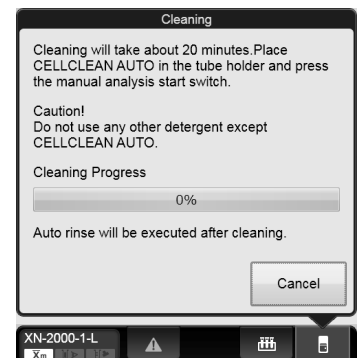 Cleaning
Cleaning will take about 20 minutes.Place
CELLCLEAN AUTO in the tube holder and press
the manual analysis start switch.
Caution!
Do not use any other detergent except
CELLCLEAN AUTO.
Cleaning Progress
0%
Auto rinse will be executed after cleaning.
Cancel
XN-2000-1-L
Xm